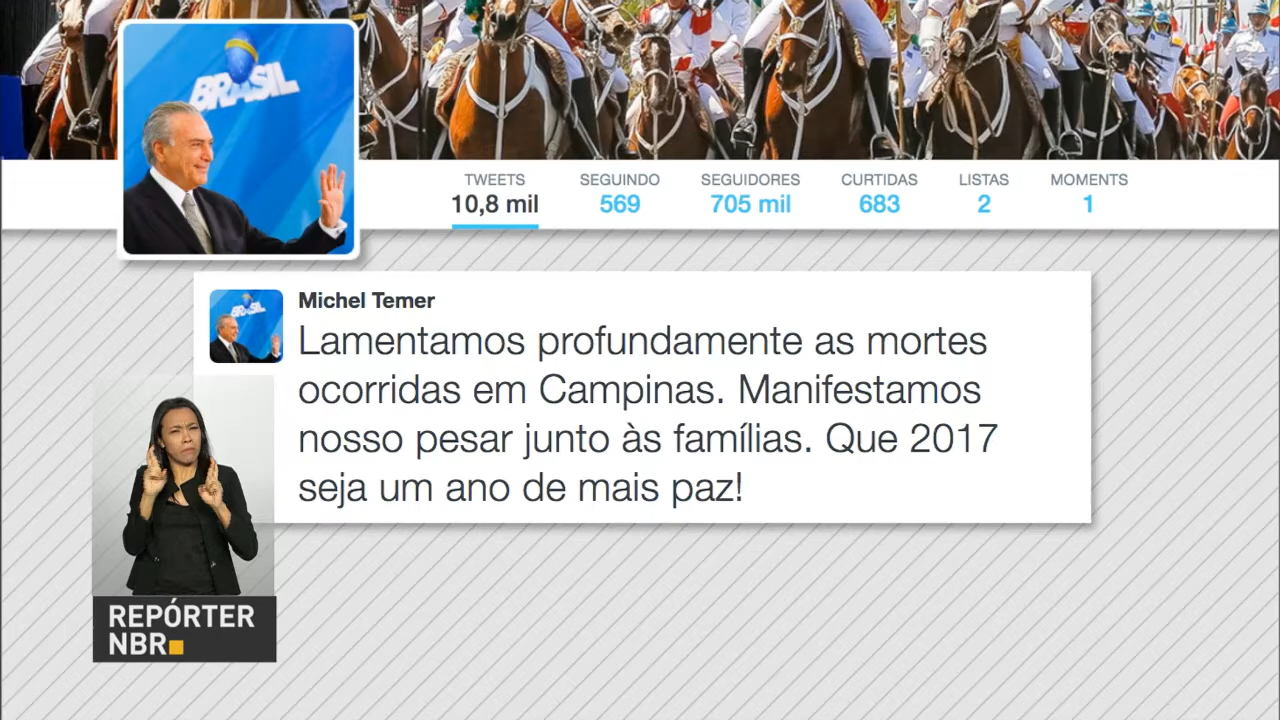 BRASIL
TWEETS
10,8 mil
SEGUINDO
569
SEGUIDORES
705 mil
CURTIDAS
683
LISTAS
2
MOMENTS
1
Michel Temer
Lamentamos profundamente as mortes
ocorridas em Campinas. Manifestamos
nosso pesar junto às famílias. Que 2017
seja um ano de mais paz!
BRASIL
REPÓRTER
NBR